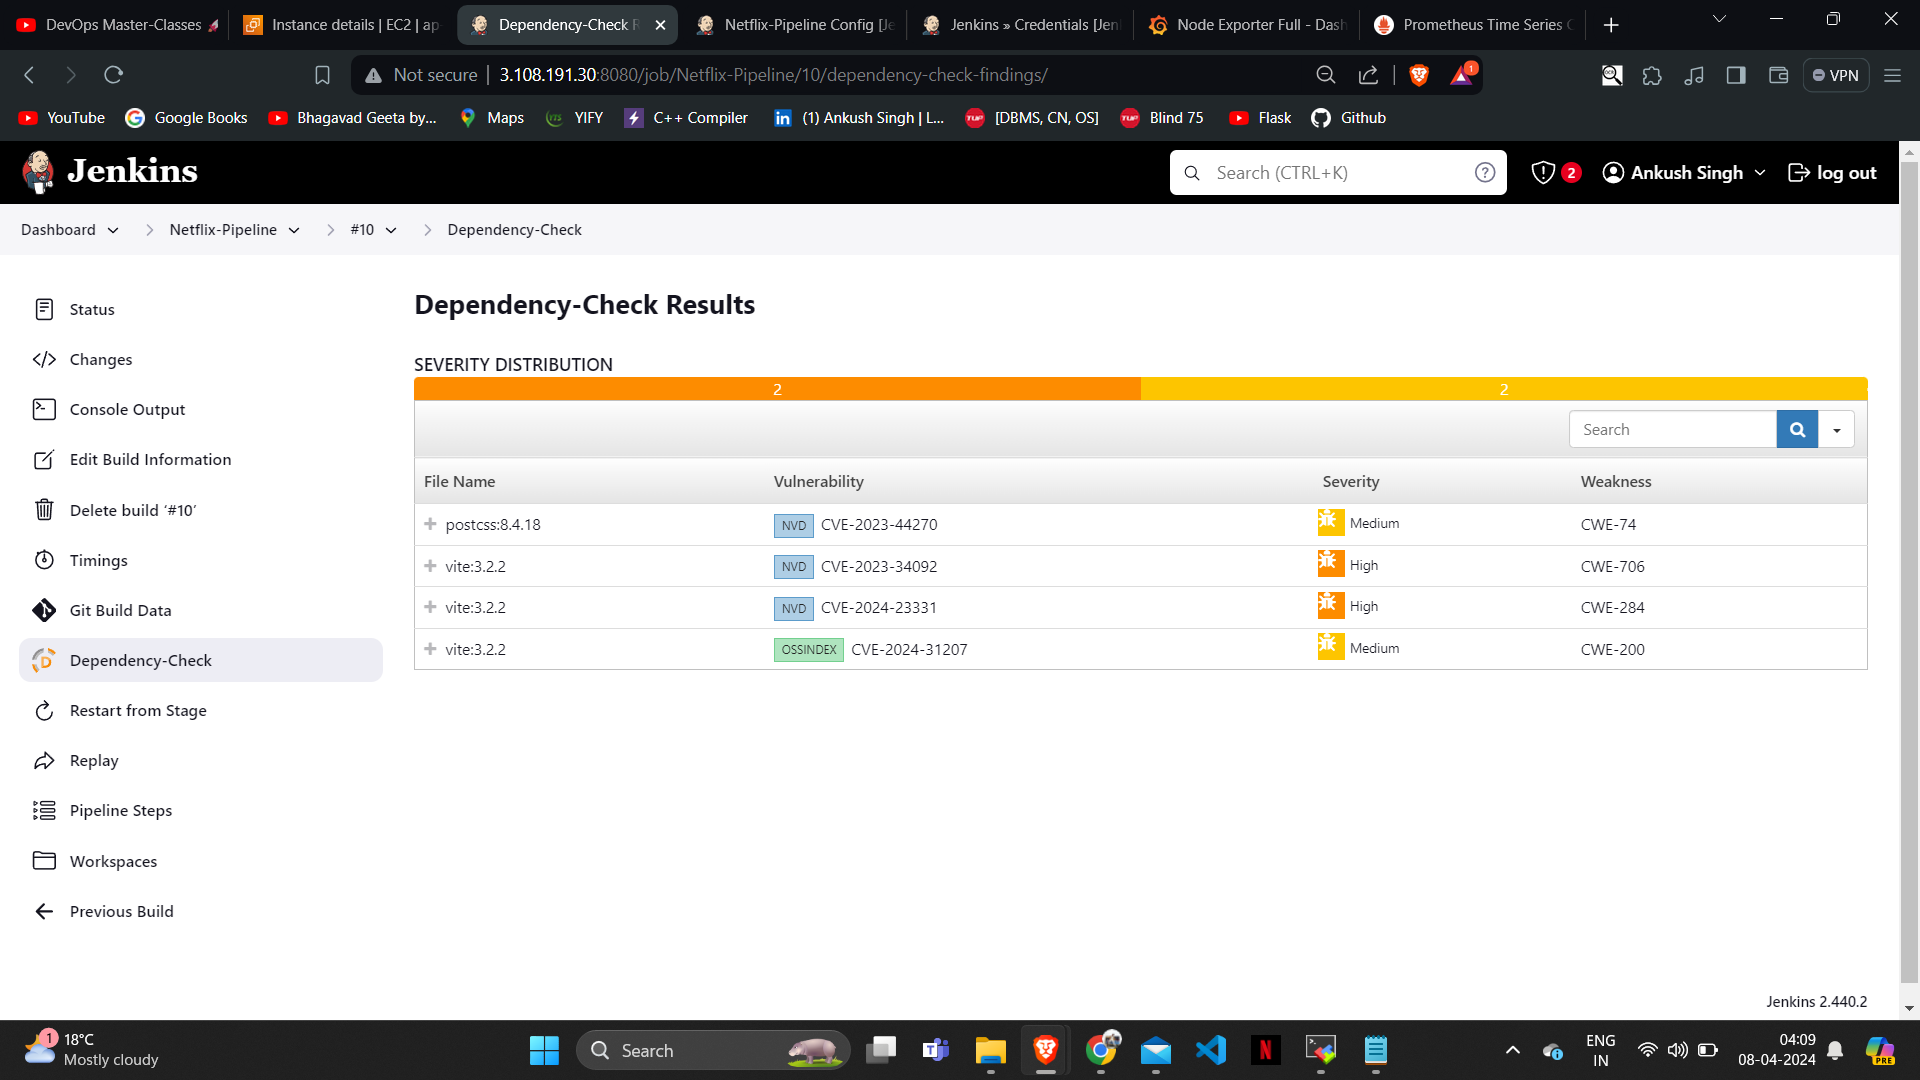 DevOps Master-Classes
Instance details | EC2 | ap-
Dependency-Check R
Netflix-Pipeline Config [Je
Jenkins » Credentials [Jen
Node Exporter Full - Dash
Prometheus Time Series C
Not secure
3.108.191.30:8080/job/Netflix-Pipeline/10/dependency-check-findings/
1
VPN
YouTube
Google Books
Bhagavad Geeta by...
Maps
YIFY
C++ Compiler
(1) Ankush Singh | L...
[DBMS, CN, OS]
Blind 75
Flask
Github
Jenkins
Search (CTRL+K)
2
Ankush Singh
log out
Dashboard
Netflix-Pipeline
#10
Dependency-Check
Status
Changes
Console Output
Edit Build Information
Delete build ‘#10’
Timings
Git Build Data
Dependency-Check
Restart from Stage
Replay
Pipeline Steps
Workspaces
Previous Build
Dependency-Check Results
SEVERITY DISTRIBUTION
2 2
Search
File Name Vulnerability Severity Weakness
postcss:8.4.18 NVD CVE-2023-44270 Medium CWE-74
vite:3.2.2 NVD CVE-2023-34092 High CWE-706
vite:3.2.2 NVD CVE-2024-23331 High CWE-284
vite:3.2.2 OSSINDEX CVE-2024-31207 Medium CWE-200
Jenkins 2.440.2
1
18°C
Mostly cloudy
Search
ENG
IN
04:09
08-04-2024
PRE